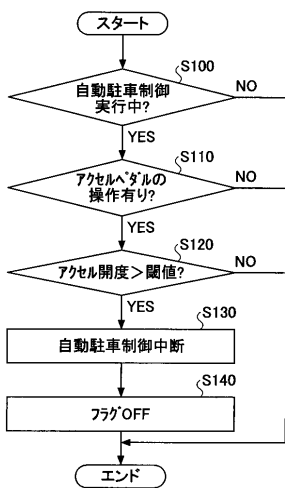 スタート
S100
自動駐車制御
実行中?
NO
YES
S110
アクセルペダルの
操作有り?
NO
YES
S120
アクセル開度>閾値?
NO
YES
S130
自動駐車制御中断
S140
フラグOFF
エンド